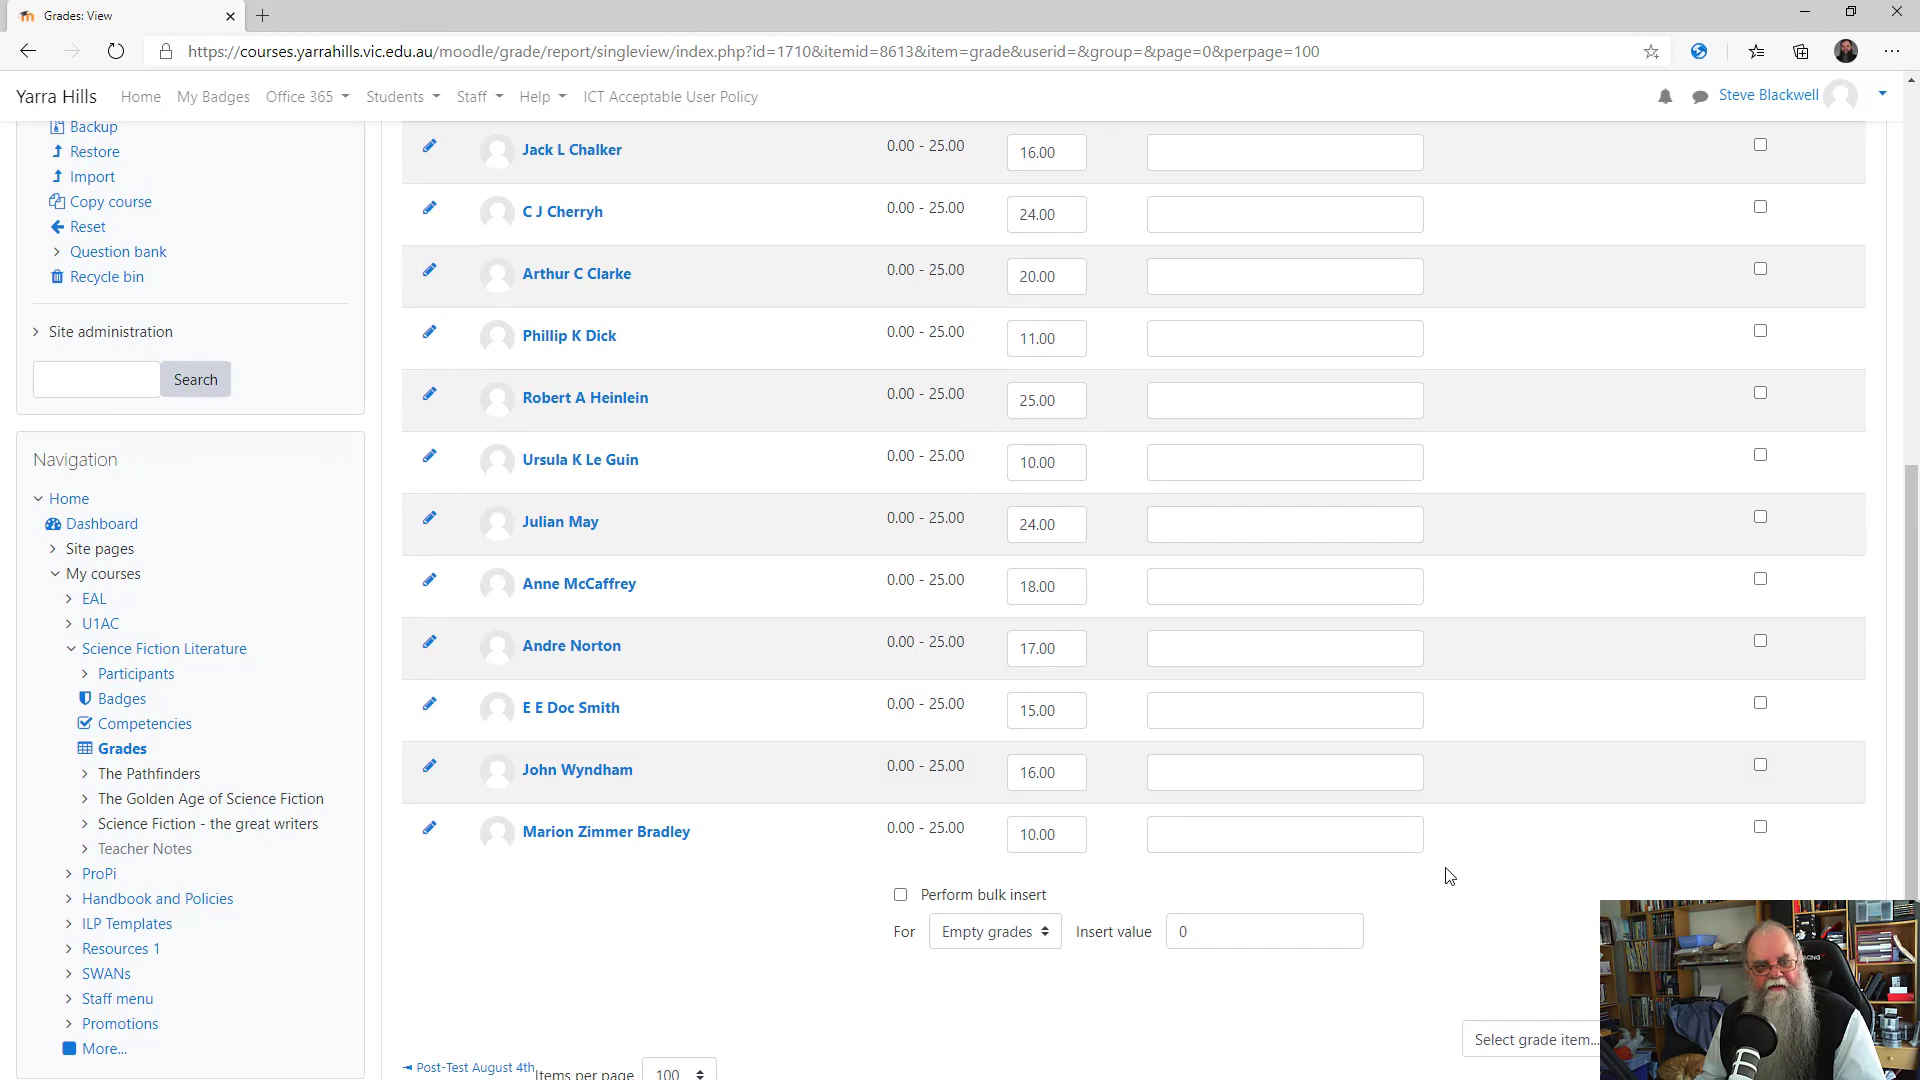 Grades: View
https://courses.yarrahills.vic.edu.au/moodle/grade/report/singleview/index.php?id=1710&itemid=8613&item=grade&userid=&group=&page=0&perpage=100
Yarra Hills Home My Badges Office 365 Students Staff Help ICT Acceptable User Policy Steve Blackwell
Backup
Restore
Import
Copy course
Reset
Question bank
Recycle bin
Site administration
Search
Navigation
Home
Dashboard
Site pages
My courses
EAL
U1AC
Science Fiction Literature
Participants
Badges
Competencies
Grades
The Pathfinders
The Golden Age of Science Fiction
Science Fiction - the great writers
Teacher Notes
ProPi
Handbook and Policies
ILP Templates
Resources 1
SWANs
Staff menu
Promotions
More...
Jack L Chalker 0.00 - 25.00 16.00
C J Cherryh 0.00 - 25.00 24.00
Arthur C Clarke 0.00 - 25.00 20.00
Phillip K Dick 0.00 - 25.00 11.00
Robert A Heinlein 0.00 - 25.00 25.00
Ursula K Le Guin 0.00 - 25.00 10.00
Julian May 0.00 - 25.00 24.00
Anne McCaffrey 0.00 - 25.00 18.00
Andre Norton 0.00 - 25.00 17.00
E E Doc Smith 0.00 - 25.00 15.00
John Wyndham 0.00 - 25.00 16.00
Marion Zimmer Bradley 0.00 - 25.00 10.00
Perform bulk insert
For Empty grades Insert value 0
Select grade item...
◄ Post-Test August 4th
Items per page 100